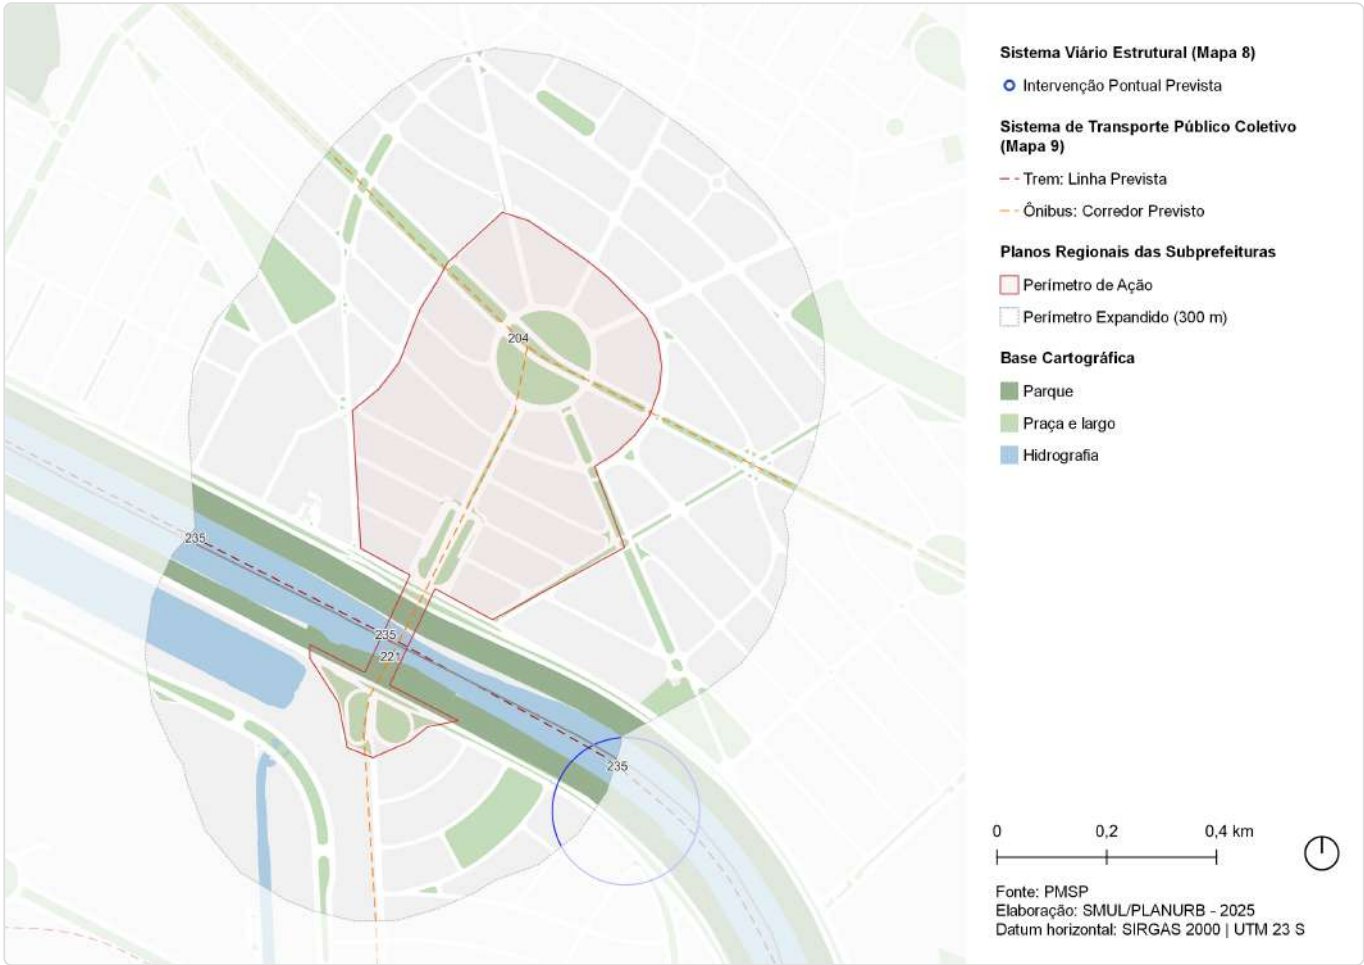 Sistema Viário Estrutural (Mapa 8)
Intervenção Pontual Prevista
Sistema de Transporte Público Coletivo
(Mapa 9)
Trem: Linha Prevista
Ônibus: Corredor Previsto
Planos Regionais das Subprefeituras
Perímetro de Ação
Perímetro Expandido (300 m)
Base Cartográfica
Parque
Praça e largo
Hidrografia
204
235
235
235
0 0,2 0,4 km
Fonte: PMSP
Elaboração: SMUL/PLANURB - 2025
Datum horizontal: SIRGAS 2000 | UTM 23 S